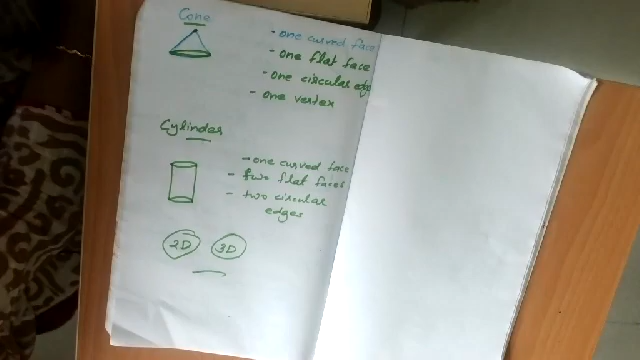 Cone
- one curved face
- one flat face
- one circular edge
- one vertex
Cylinder
- one curved face
- two flat faces
- two circular
edges
2D 3D